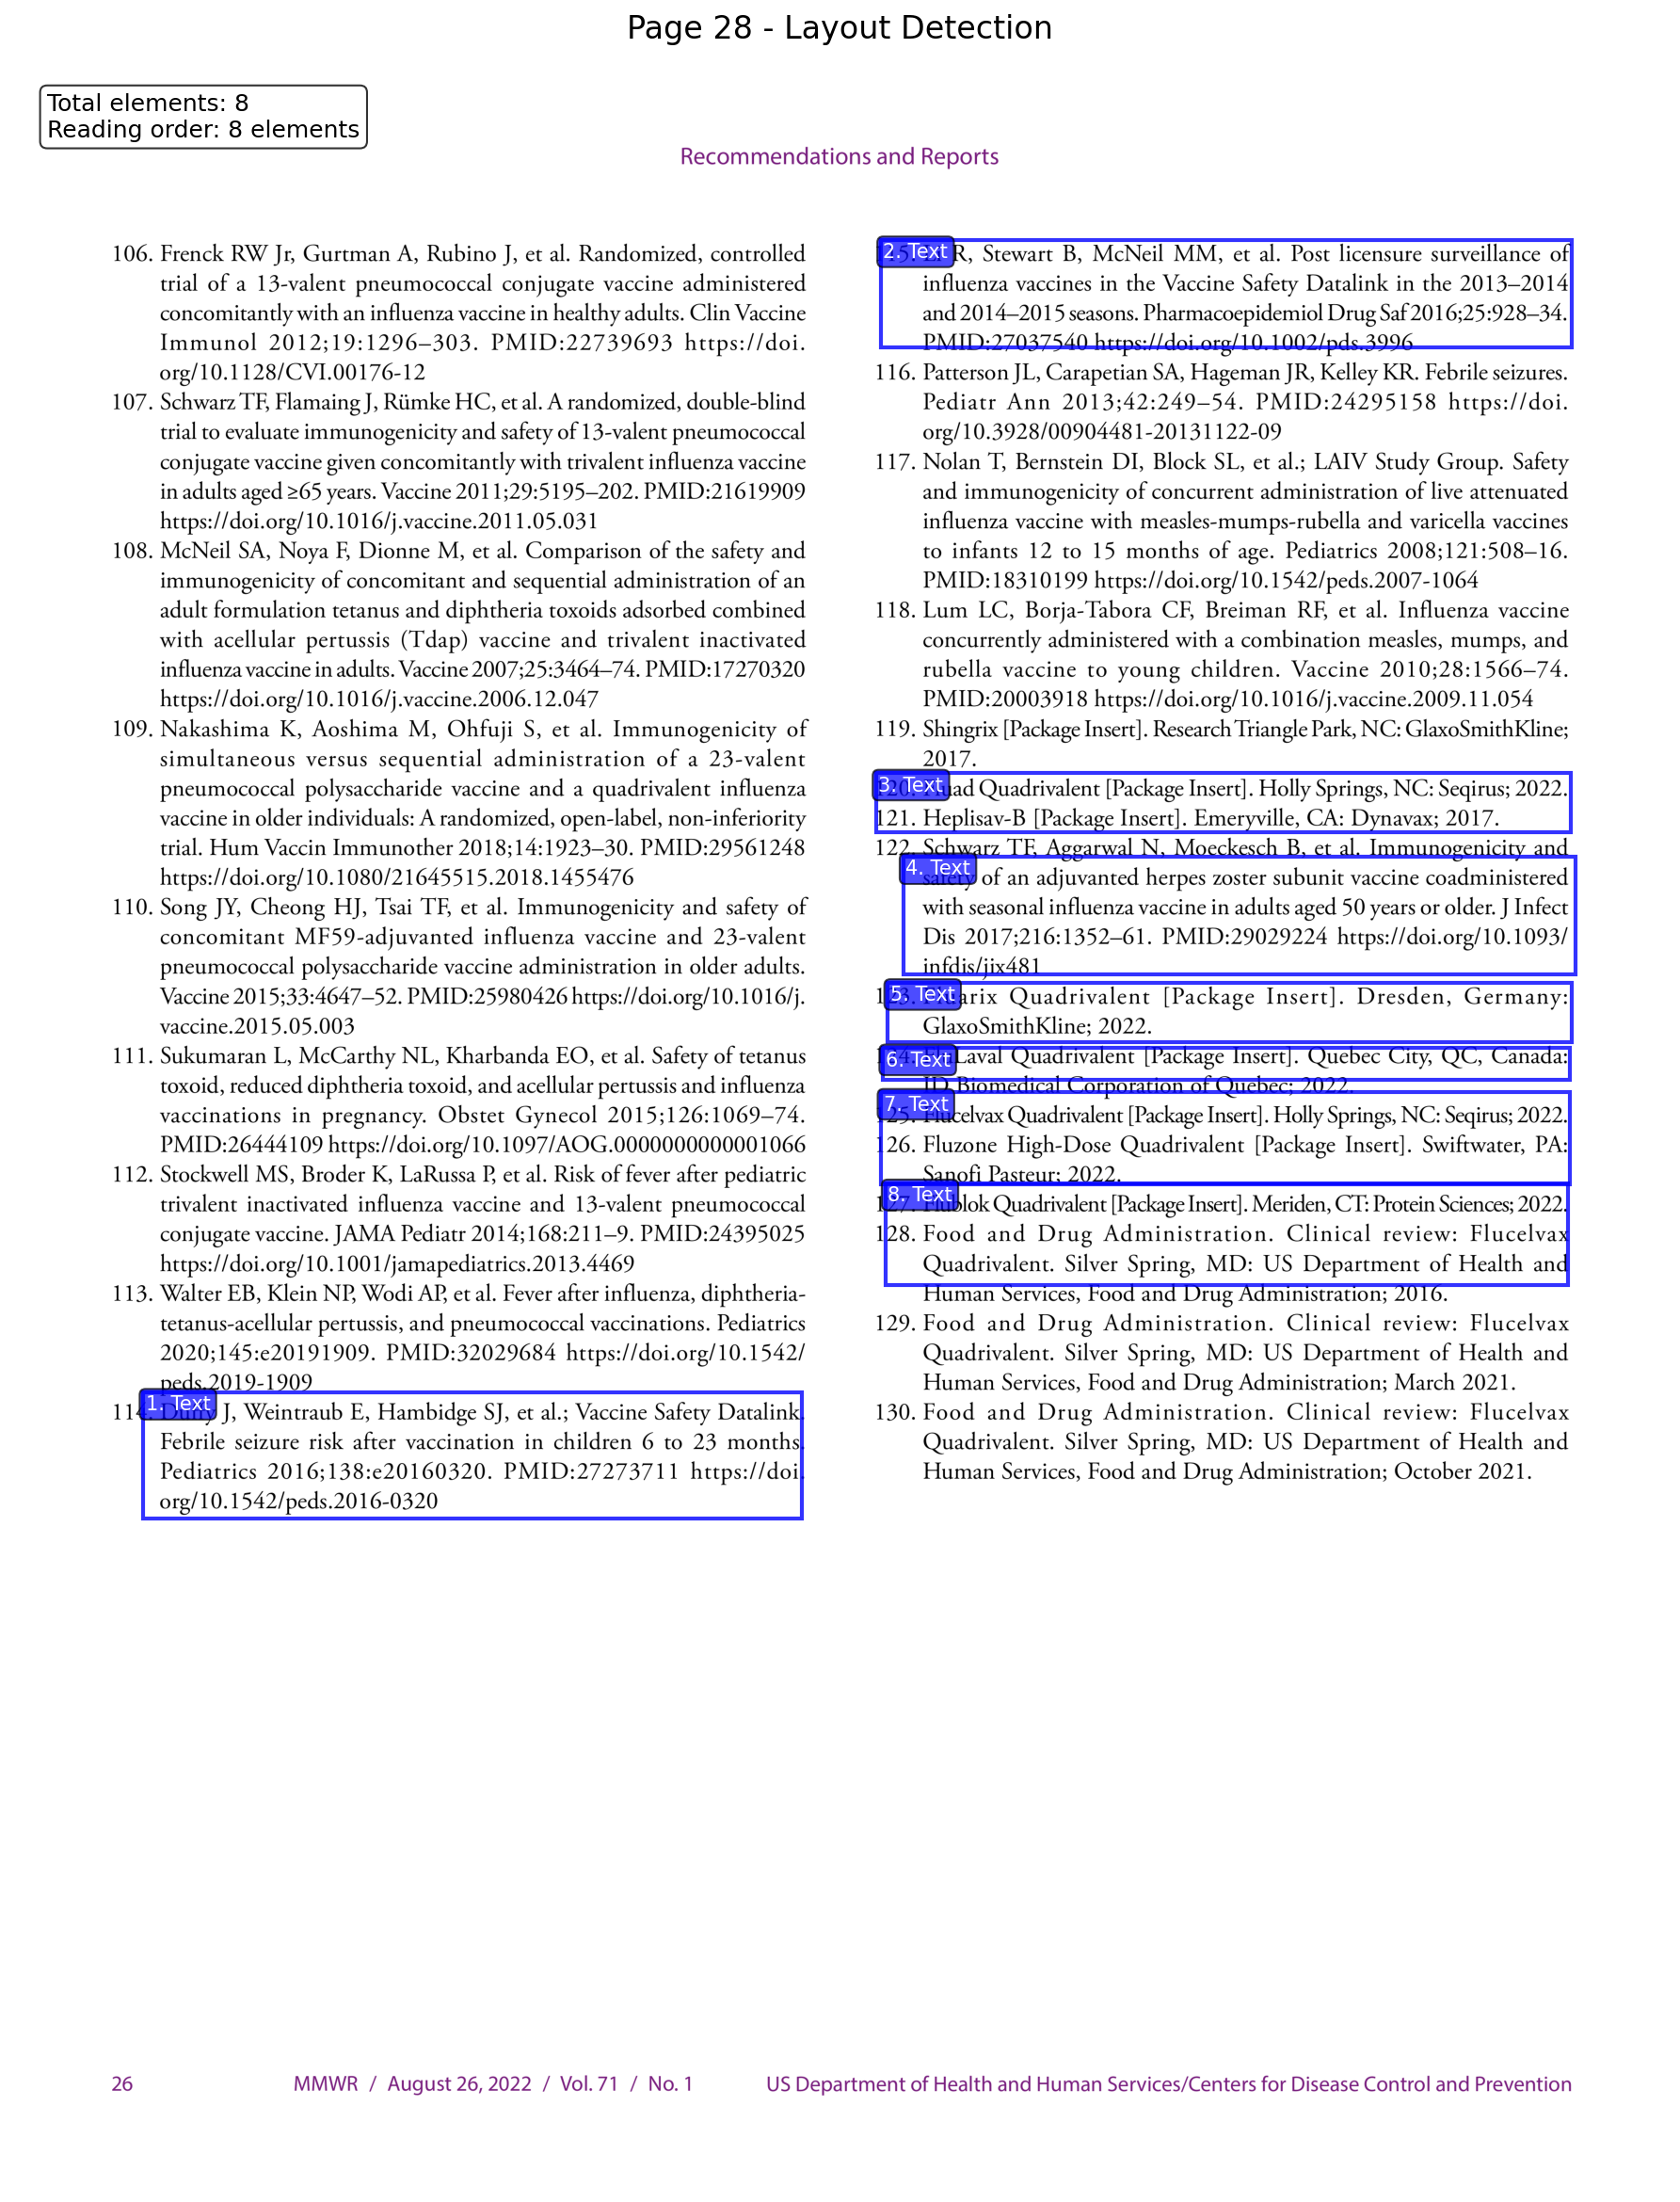 Page 28 - Layout Detection
Total elements: 8
Reading order: 8 elements
Recommendations and Reports
106. Frenck RW Jr, Gurtman A, Rubino J, et al. Randomized, controlled
trial of a 13-valent pneumococcal conjugate vaccine administered
concomitantly with an influenza vaccine in healthy adults. Clin Vaccine
Immunol 2012;19:1296–303. PMID:22739693 https://doi.
org/10.1128/CVI.00176-12
107. Schwarz TF, Flamaing J, Rümke HC, et al. A randomized, double-blind
trial to evaluate immunogenicity and safety of 13-valent pneumococcal
conjugate vaccine given concomitantly with trivalent influenza vaccine
in adults aged ≥65 years. Vaccine 2011;29:5195–202. PMID:21619909
https://doi.org/10.1016/j.vaccine.2011.05.031
108. McNeil SA, Noya F, Dionne M, et al. Comparison of the safety and
immunogenicity of concomitant and sequential administration of an
adult formulation tetanus and diphtheria toxoids adsorbed combined
with acellular pertussis (Tdap) vaccine and trivalent inactivated
influenza vaccine in adults. Vaccine 2007;25:3464–74. PMID:17270320
https://doi.org/10.1016/j.vaccine.2006.12.047
109. Nakashima K, Aoshima M, Ohfuji S, et al. Immunogenicity of
simultaneous versus sequential administration of a 23-valent
pneumococcal polysaccharide vaccine and a quadrivalent influenza
vaccine in older individuals: A randomized, open-label, non-inferiority
trial. Hum Vaccin Immunother 2018;14:1923–30. PMID:29561248
https://doi.org/10.1080/21645515.2018.1455476
110. Song JY, Cheong HJ, Tsai TF, et al. Immunogenicity and safety of
concomitant MF59-adjuvanted influenza vaccine and 23-valent
pneumococcal polysaccharide vaccine administration in older adults.
Vaccine 2015;33:4647–52. PMID:25980426 https://doi.org/10.1016/j.
vaccine.2015.05.003
111. Sukumaran L, McCarthy NL, Kharbanda EO, et al. Safety of tetanus
toxoid, reduced diphtheria toxoid, and acellular pertussis and influenza
vaccinations in pregnancy. Obstet Gynecol 2015;126:1069–74.
PMID:26444109 https://doi.org/10.1097/AOG.0000000000001066
112. Stockwell MS, Broder K, LaRussa P, et al. Risk of fever after pediatric
trivalent inactivated influenza vaccine and 13-valent pneumococcal
conjugate vaccine. JAMA Pediatr 2014;168:211–9. PMID:24395025
https://doi.org/10.1001/jamapediatrics.2013.4469
113. Walter EB, Klein NP, Wodi AP, et al. Fever after influenza, diphtheria-
tetanus-acellular pertussis, and pneumococcal vaccinations. Pediatrics
2020;145:e20191909. PMID:32029684 https://doi.org/10.1542/
peds.2019-1909
1. Text
114. Duffy J, Weintraub E, Hambidge SJ, et al.; Vaccine Safety Datalink.
Febrile seizure risk after vaccination in children 6 to 23 months.
Pediatrics 2016;138:e20160320. PMID:27273711 https://doi.
org/10.1542/peds.2016-0320
2. Text
R, Stewart B, McNeil MM, et al. Post licensure surveillance of
influenza vaccines in the Vaccine Safety Datalink in the 2013–2014
and 2014–2015 seasons. Pharmacoepidemiol Drug Saf 2016;25:928–34.
PMID:27037540 https://doi.org/10.1002/pds.3996
116. Patterson JL, Carapetian SA, Hageman JR, Kelley KR. Febrile seizures.
Pediatr Ann 2013;42:249–54. PMID:24295158 https://doi.
org/10.3928/00904481-20131122-09
117. Nolan T, Bernstein DI, Block SL, et al.; LAIV Study Group. Safety
and immunogenicity of concurrent administration of live attenuated
influenza vaccine with measles-mumps-rubella and varicella vaccines
to infants 12 to 15 months of age. Pediatrics 2008;121:508–16.
PMID:18310199 https://doi.org/10.1542/peds.2007-1064
118. Lum LC, Borja-Tabora CF, Breiman RF, et al. Influenza vaccine
concurrently administered with a combination measles, mumps, and
rubella vaccine to young children. Vaccine 2010;28:1566–74.
PMID:20003918 https://doi.org/10.1016/j.vaccine.2009.11.054
119. Shingrix [Package Insert]. Research Triangle Park, NC: GlaxoSmithKline;
2017.
3. Text
120. Fluad Quadrivalent [Package Insert]. Holly Springs, NC: Seqirus; 2022.
121. Heplisav-B [Package Insert]. Emeryville, CA: Dynavax; 2017.
122. Schwarz TF, Aggarwal N, Moeckesch B, et al. Immunogenicity and
4. Text
safety of an adjuvanted herpes zoster subunit vaccine coadministered
with seasonal influenza vaccine in adults aged 50 years or older. J Infect
Dis 2017;216:1352–61. PMID:29029224 https://doi.org/10.1093/
infdis/jix481
5. Text
123. Fluarix Quadrivalent [Package Insert]. Dresden, Germany:
GlaxoSmithKline; 2022.
6. Text
124. FluLaval Quadrivalent [Package Insert]. Quebec City, QC, Canada:
ID Biomedical Corporation of Quebec; 2022.
7. Text
125. Flucelvax Quadrivalent [Package Insert]. Holly Springs, NC: Seqirus; 2022.
126. Fluzone High-Dose Quadrivalent [Package Insert]. Swiftwater, PA:
Sanofi Pasteur; 2022.
8. Text
127. Flublok Quadrivalent [Package Insert]. Meriden, CT: Protein Sciences; 2022.
128. Food and Drug Administration. Clinical review: Flucelvax
Quadrivalent. Silver Spring, MD: US Department of Health and
Human Services, Food and Drug Administration; 2016.
129. Food and Drug Administration. Clinical review: Flucelvax
Quadrivalent. Silver Spring, MD: US Department of Health and
Human Services, Food and Drug Administration; March 2021.
130. Food and Drug Administration. Clinical review: Flucelvax
Quadrivalent. Silver Spring, MD: US Department of Health and
Human Services, Food and Drug Administration; October 2021.
26 MMWR / August 26, 2022 / Vol. 71 / No. 1 US Department of Health and Human Services/Centers for Disease Control and Prevention